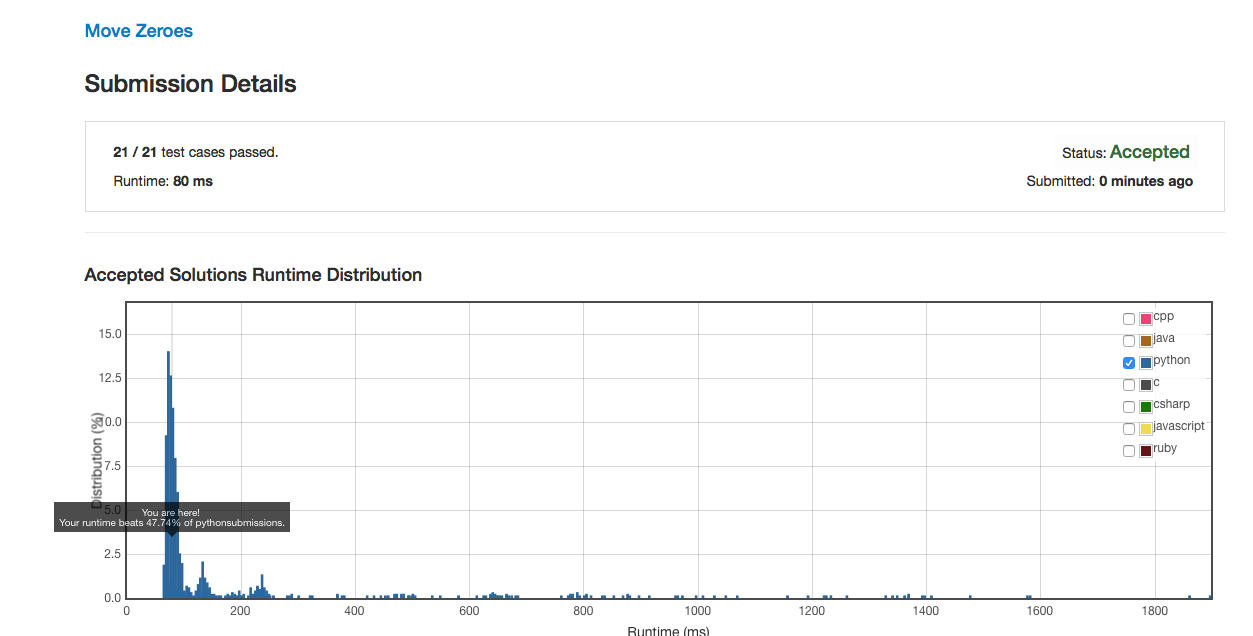 Move Zeroes
Submission Details
21 / 21 test cases passed.
Status: Accepted
Runtime: 80 ms
Submitted: 0 minutes ago
Accepted Solutions Runtime Distribution
cpp
java
python
c
csharp
javascript
ruby
15.0
12.5
10.0
7.5
5.0
2.5
0.0
Distribution (%)
You are here!
Your runtime beats 47.74% of pythonsubmissions.
0 200 400 600 800 1000 1200 1400 1600 1800
Runtime (ms)